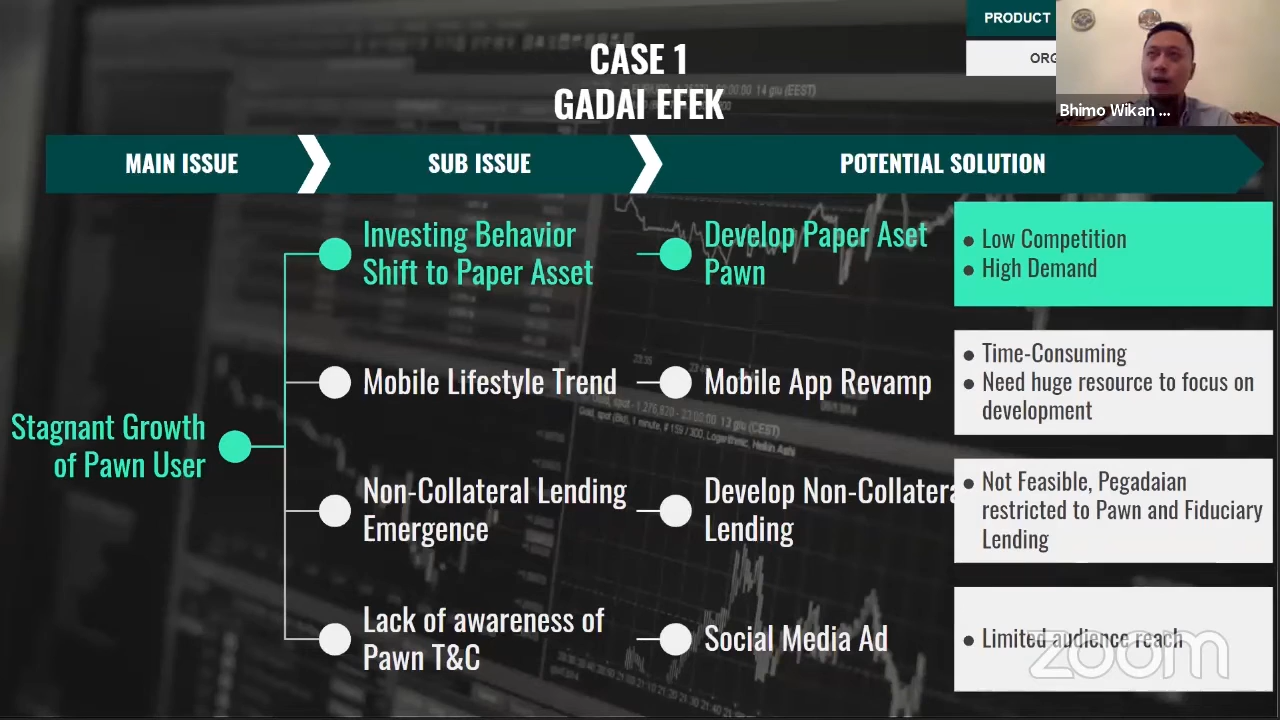 PRODUCT
ORG
Bhimo Wikan ...
CASE 1
GADAI EFEK
MAIN ISSUE
SUB ISSUE
POTENTIAL SOLUTION
Stagnant Growth
of Pawn User
Investing Behavior
Shift to Paper Asset
Develop Paper Aset
Pawn
• Low Competition
• High Demand
Mobile Lifestyle Trend
Mobile App Revamp
• Time-Consuming
• Need huge resource to focus on
development
Non-Collateral Lending
Emergence
Develop Non-Collatera
Lending
• Not Feasible, Pegadaian
restricted to Pawn and Fiduciary
Lending
Lack of awareness of
Pawn T&C
Social Media Ad
• Limited audience reach
zoom